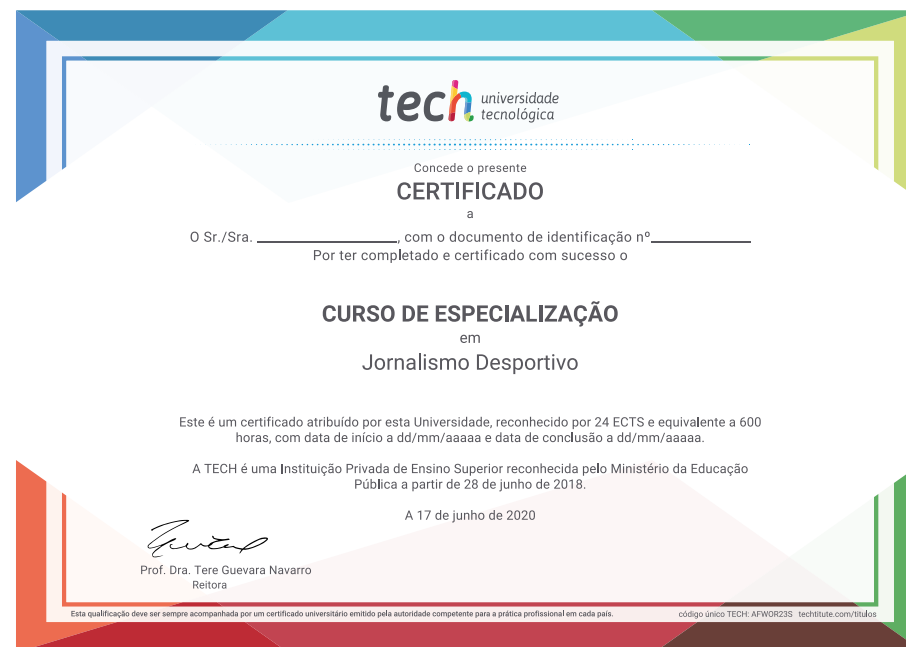 tech universidade
tecnológica
Concede o presente
CERTIFICADO
a
O Sr./Sra. ____________, com o documento de identificação nº__________
Por ter completado e certificado com sucesso o
CURSO DE ESPECIALIZAÇÃO
em
Jornalismo Desportivo
Este é um certificado atribuído por esta Universidade, reconhecido por 24 ECTS e equivalente a 600
horas, com data de início a dd/mm/aaaaa e data de conclusão a dd/mm/aaaaa.
A TECH é uma Instituição Privada de Ensino Superior reconhecida pelo Ministério da Educação
Pública a partir de 28 de junho de 2018.
A 17 de junho de 2020
Prof. Dra. Tere Guevara Navarro
Reitora
Esta qualificação deve ser sempre acompanhada por um certificado universitário emitido pela autoridade competente para a prática profissional em cada país.
código único TECH: AFWOR23S techtitute.com/titulos